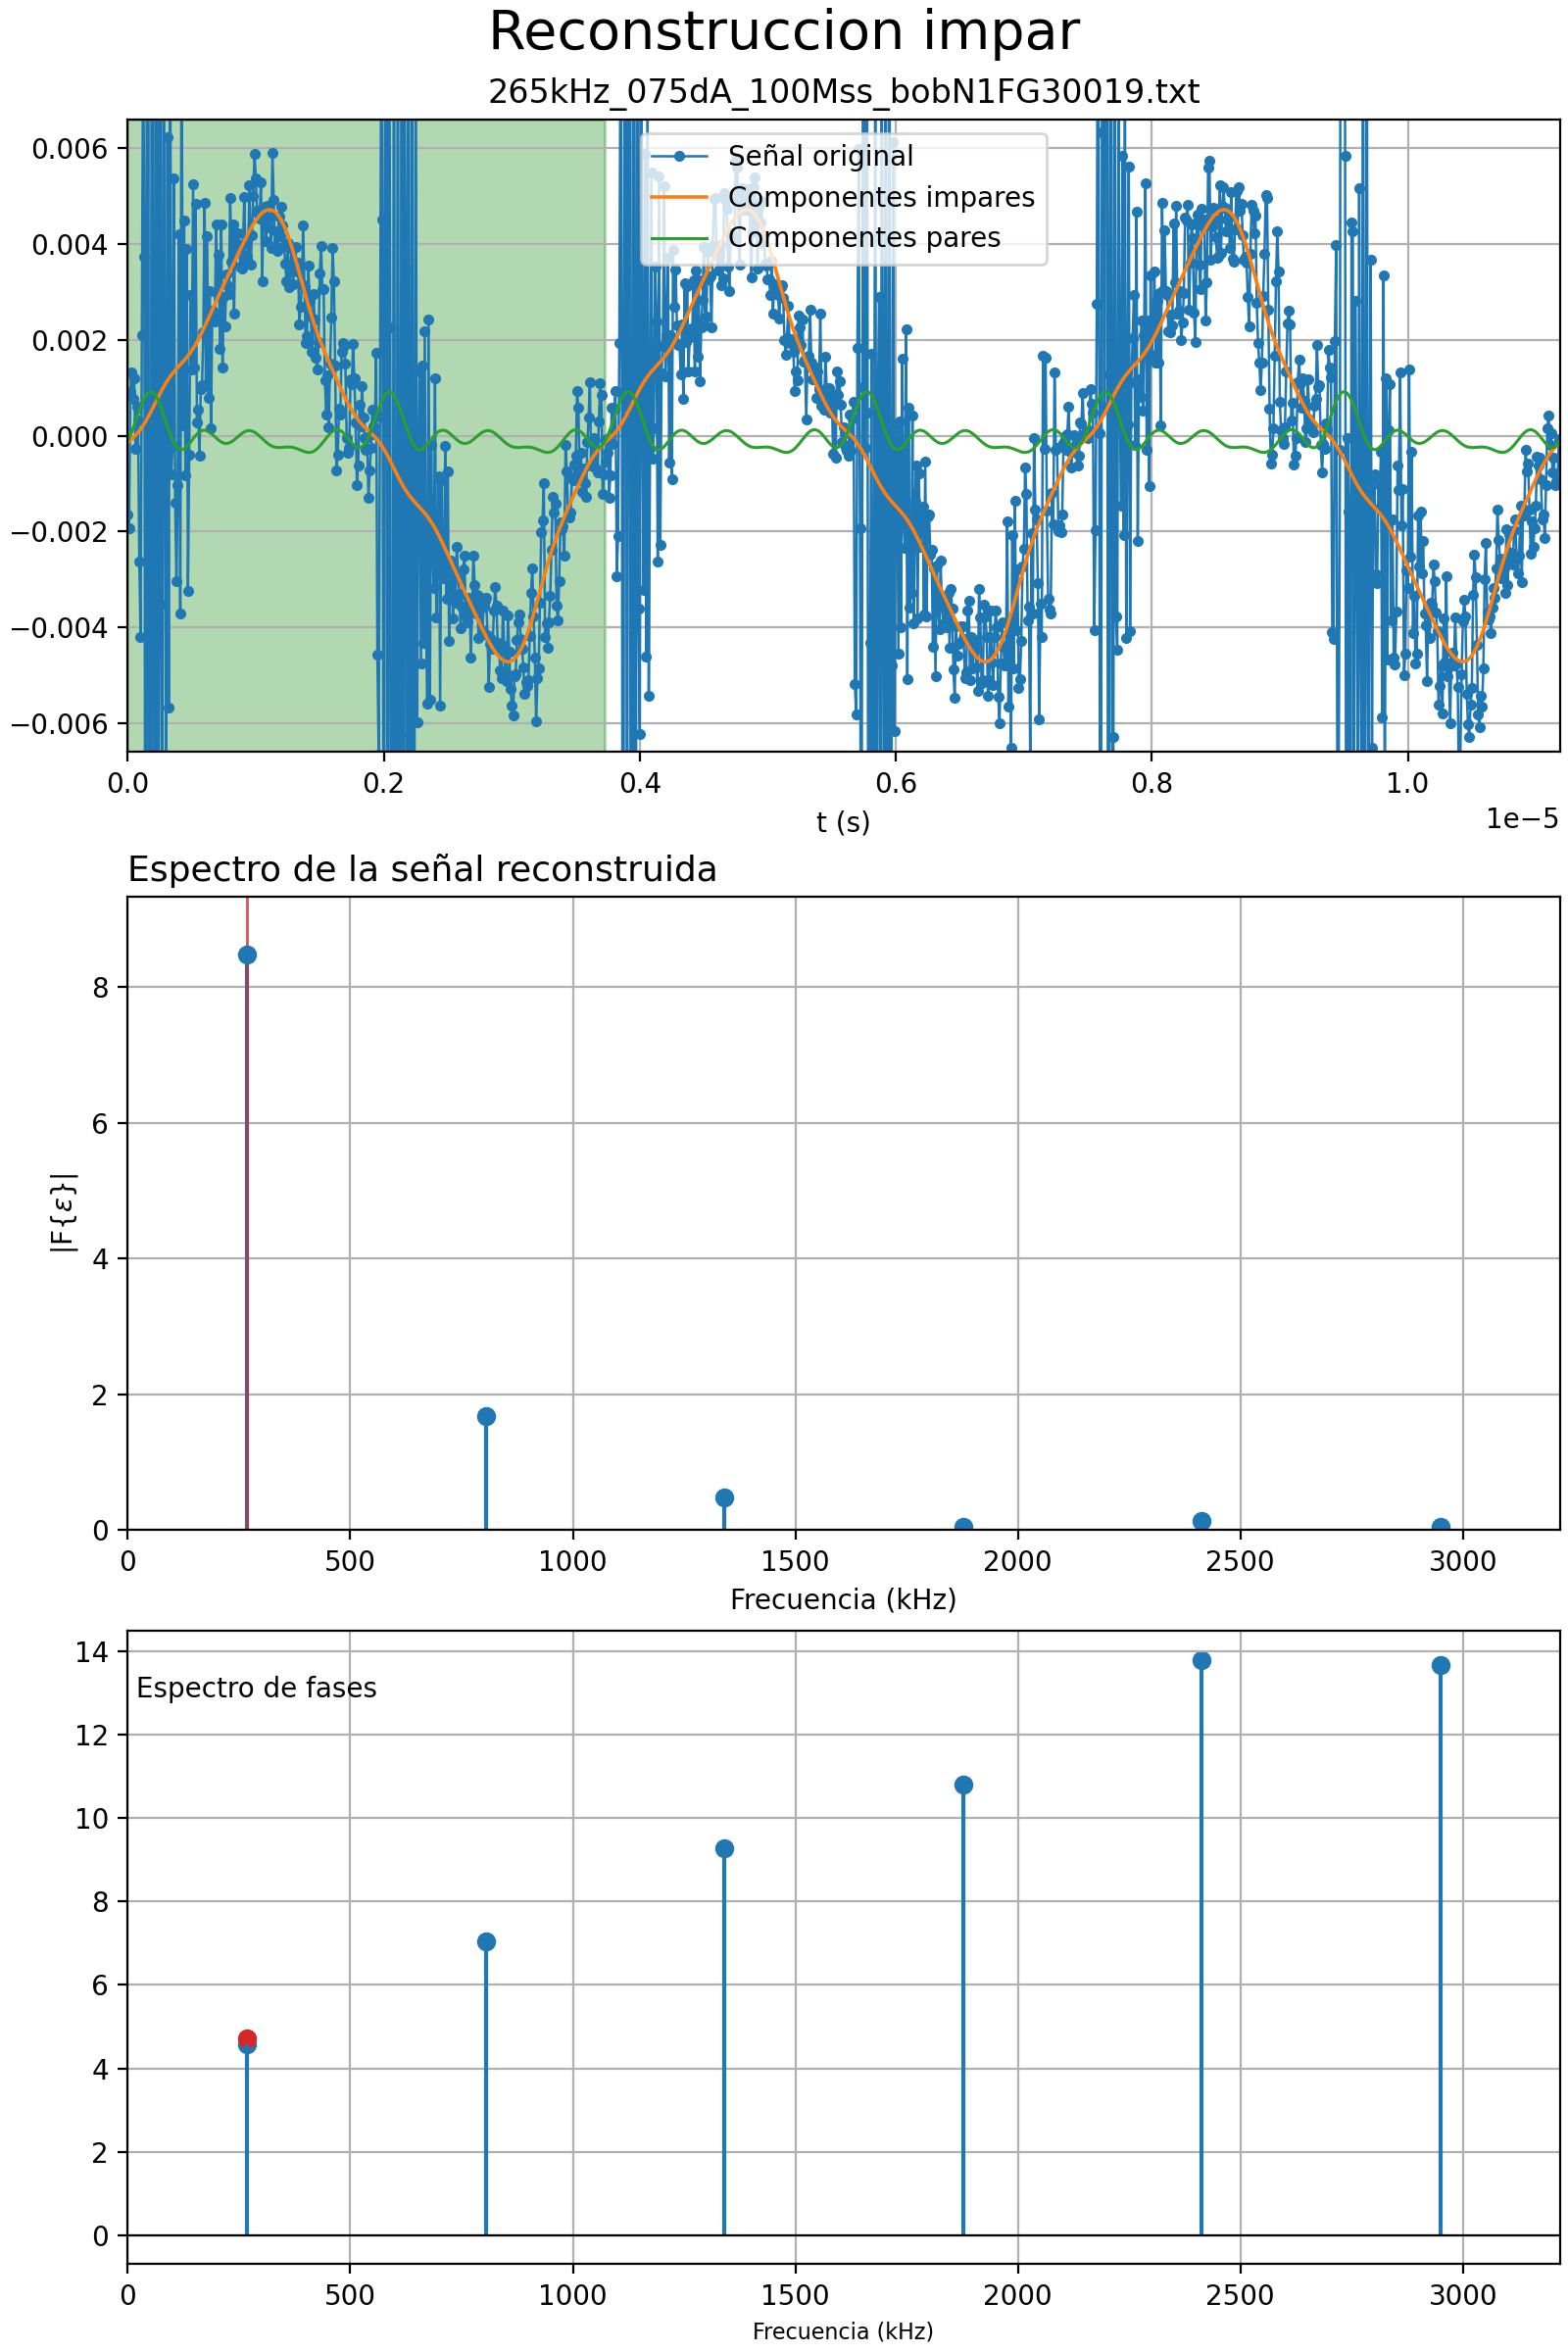 Reconstruccion impar
265kHz_075dA_100Mss_bobN1FG30019.txt
Señal original
Componentes impares
Componentes pares
0.006
0.004
0.002
0.000
−0.002
−0.004
−0.006
0.0 0.2 0.4 0.6 0.8 1.0
1e−5
t (s)
Espectro de la señal reconstruida
8
6
4
2
0
|F{ε}|
0 500 1000 1500 2000 2500 3000
Frecuencia (kHz)
14
12
10
8
6
4
2
0
Espectro de fases
0 500 1000 1500 2000 2500 3000
Frecuencia (kHz)